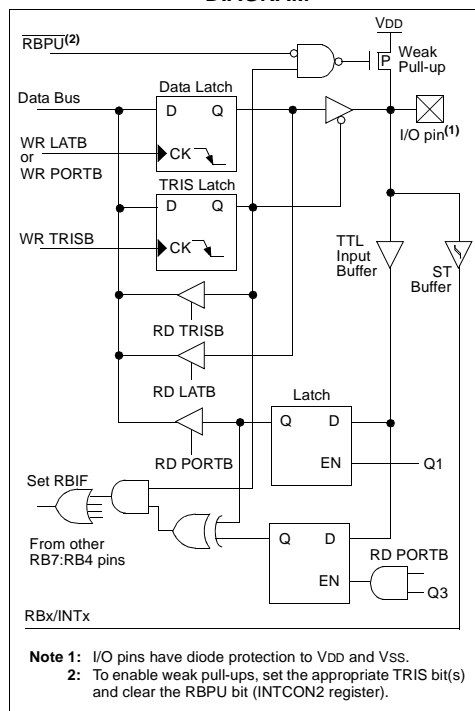 DIAGRAM
VDD
RBPU(2)
P
Weak
Pull-up
Data Latch
Data Bus
D Q
I/O pin(1)
WR LATB
or
WR PORTB
CK
TRIS Latch
D Q
WR TRISB
CK
TTL
Input
Buffer
ST
Buffer
RD TRISB
RD LATB
Latch
Q D
RD PORTB
EN
Q1
Set RBIF
Q D
RD PORTB
From other
RB7:RB4 pins
EN
Q3
RBx/INTx
Note 1: I/O pins have diode protection to VDD and VSS.
2: To enable weak pull-ups, set the appropriate TRIS bit(s)
and clear the RBPU bit (INTCON2 register).